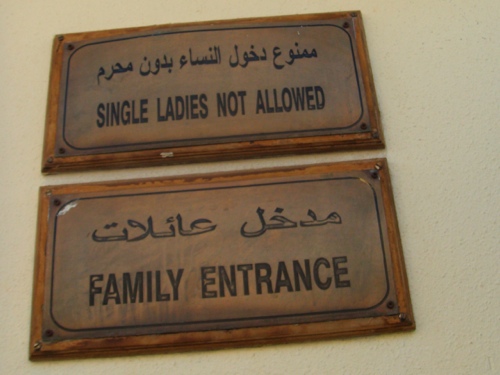 ممنوع دخول النساء بدون محرم
SINGLE LADIES NOT ALLOWED
مدخل عائلات
FAMILY ENTRANCE